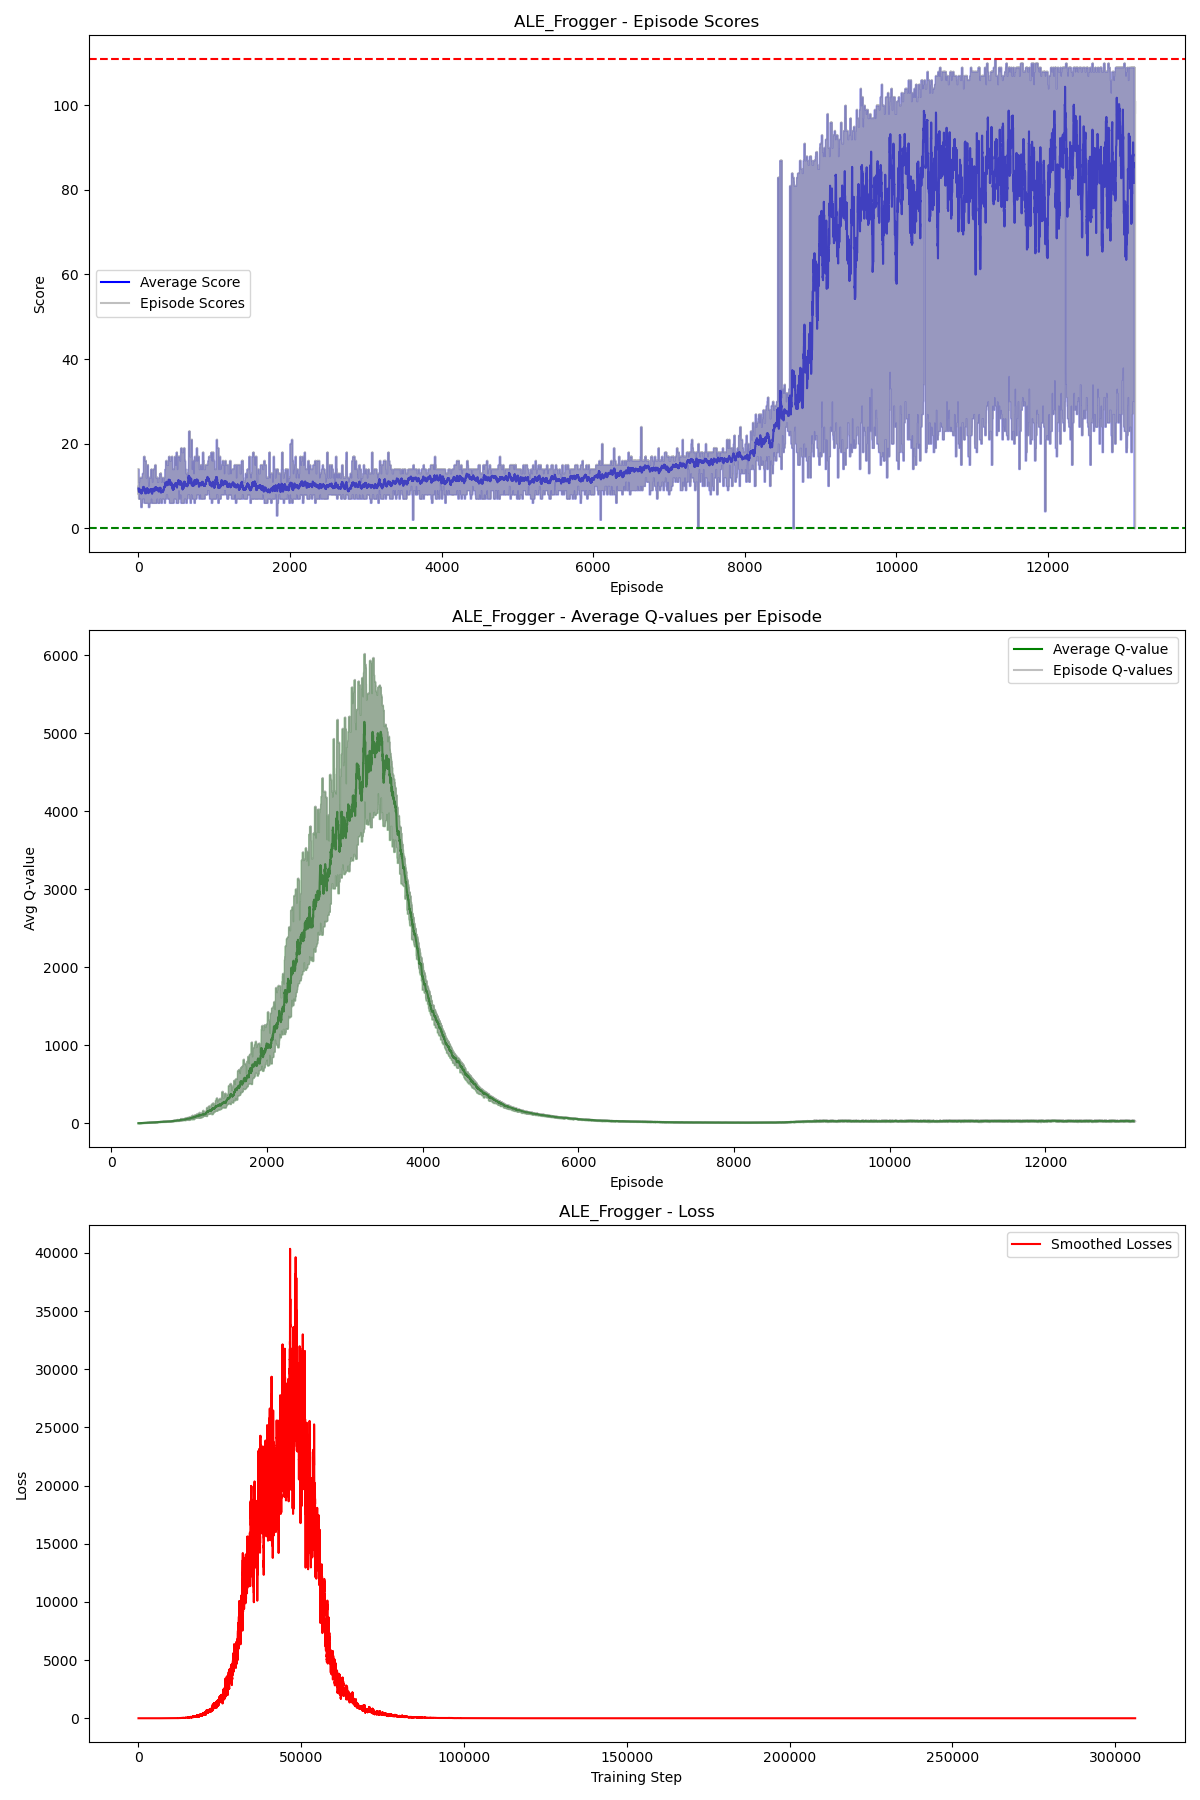 ALE_Frogger - Episode Scores
100
80
60
40
20
0
Score
Average Score
Episode Scores
0 2000 4000 6000 8000 10000 12000
Episode
ALE_Frogger - Average Q-values per Episode
6000
5000
4000
3000
2000
1000
0
Avg Q-value
Average Q-value
Episode Q-values
0 2000 4000 6000 8000 10000 12000
Episode
ALE_Frogger - Loss
40000
35000
30000
25000
20000
15000
10000
5000
0
Loss
Smoothed Losses
0 50000 100000 150000 200000 250000 300000
Training Step